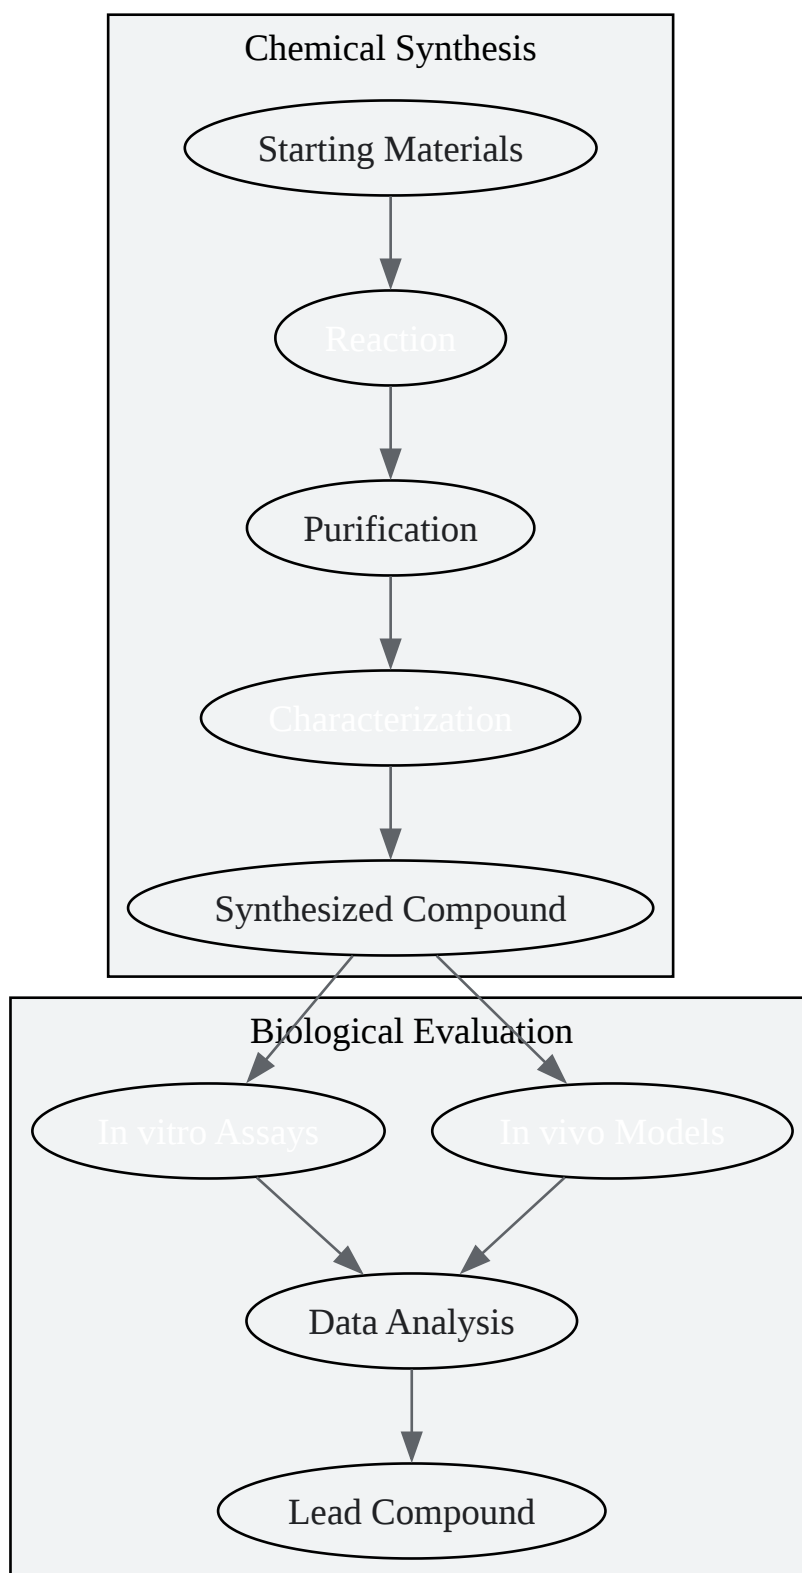 Chemical Synthesis
Starting Materials
Reaction
Purification
Characterization
Synthesized Compound
Biological Evaluation
In vitro Assays
In vivo Models
Data Analysis
Lead Compound